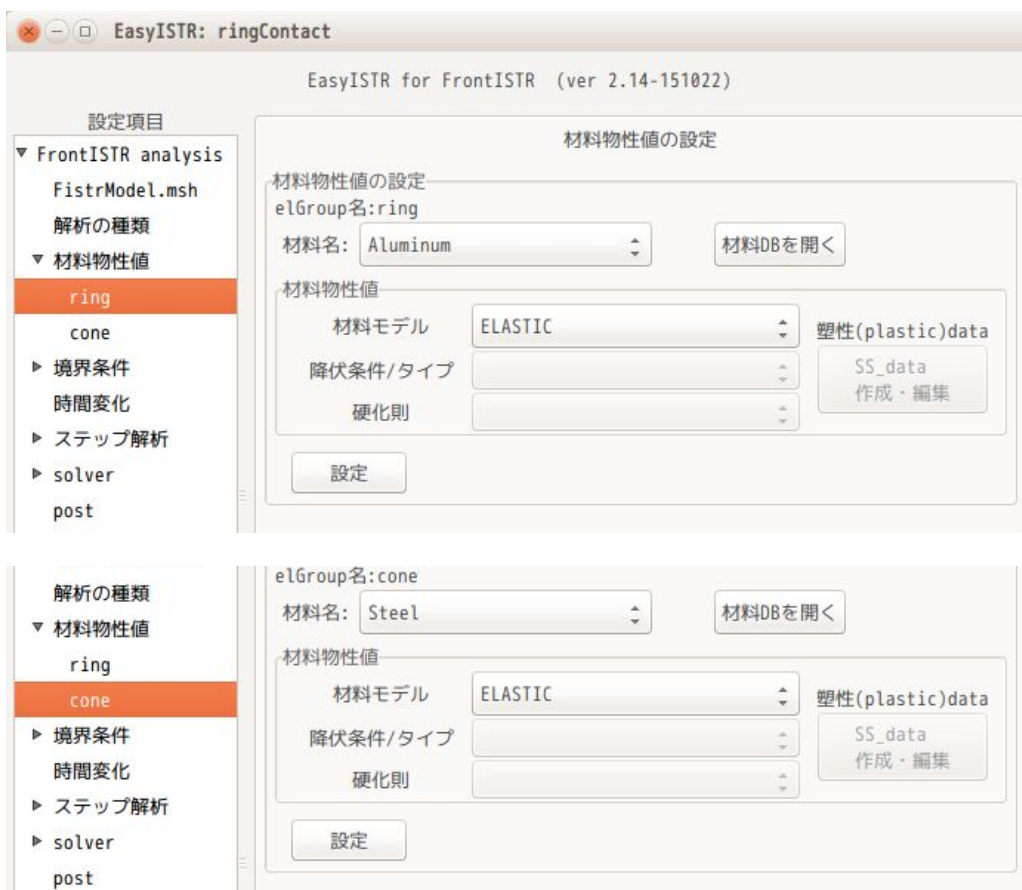 EasyISTR: ringContact
EasyISTR for FrontISTR (ver 2.14-151022)
設定項目
FrontISTR analysis
FistrModel.msh
解析の種類
材料物性値
ring
cone
境界条件
時間変化
ステップ解析
solver
post
材料物性値の設定
材料物性値の設定
elGroup名:ring
材料名: Aluminum 材料DBを開く
材料物性値
材料モデル ELASTIC 塑性(plastic)data
降伏条件/タイプ SS_data
作成・編集
硬化則
設定
解析の種類
材料物性値
ring
cone
境界条件
時間変化
ステップ解析
solver
post
elGroup名:cone
材料名: Steel 材料DBを開く
材料物性値
材料モデル ELASTIC 塑性(plastic)data
降伏条件/タイプ SS_data
作成・編集
硬化則
設定